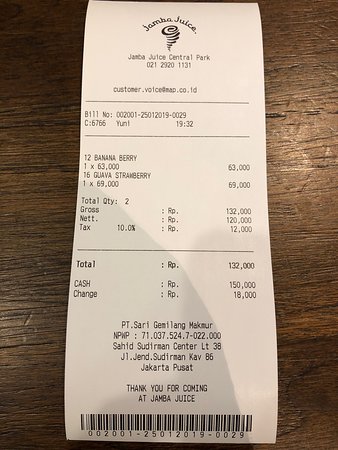 Jamba Juice
Jamba Juice Central Park
021 2920 1131
customer.voice@map.co.id
Bill No: 002001-25012019-0029
C:6766 Yuni 19:32
12 BANANA BERRY
1 x 63,000 63,000
16 GUAVA STRAWBERRY
1 x 69,000 69,000
Total Qty: 2
Gross : Rp. 132,000
Nett. : Rp. 120,000
Tax 10.0% : Rp. 12,000
Total : Rp. 132,000
CASH : Rp. 150,000
Change : Rp. 18,000
PT.Sari Gemilang Makmur
NPWP : 71.037.524.7-022.000
Sahid Sudirman Center Lt 38
Jl.Jend.Sudirman Kav 86
Jakarta Pusat
THANK YOU FOR COMING
AT JAMBA JUICE
002001-25012019-0029